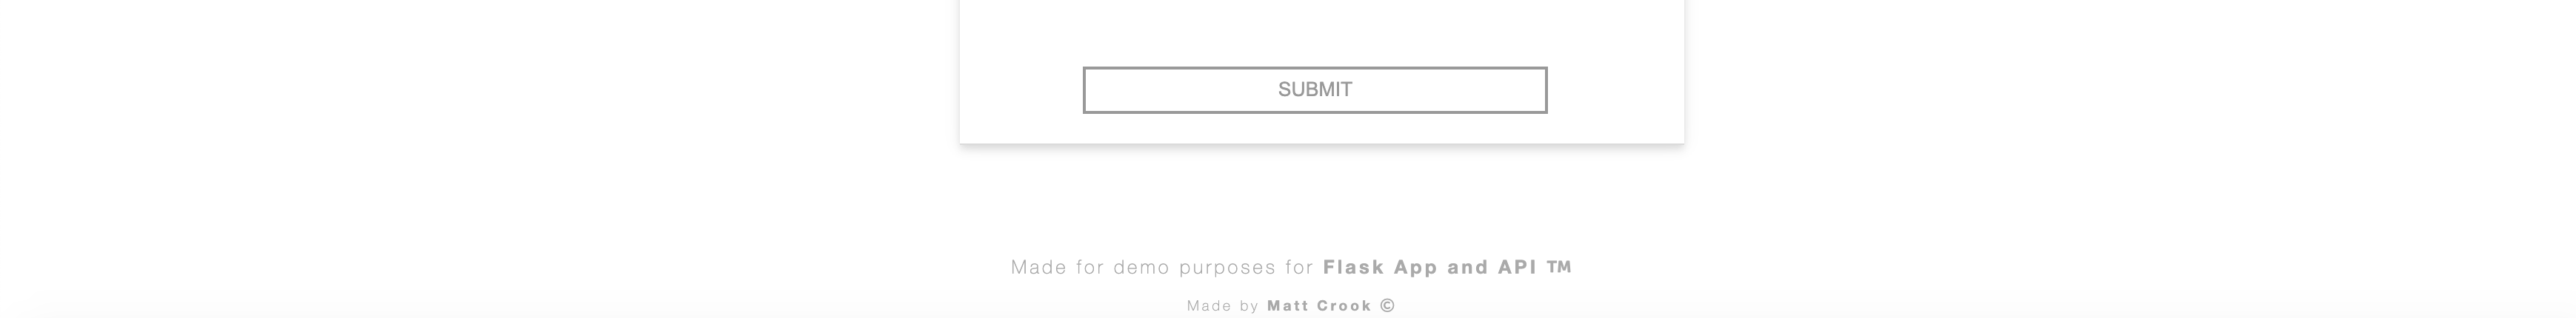 SUBMIT
Made for demo purposes for Flask App and API ™
Made by Matt Crook ©